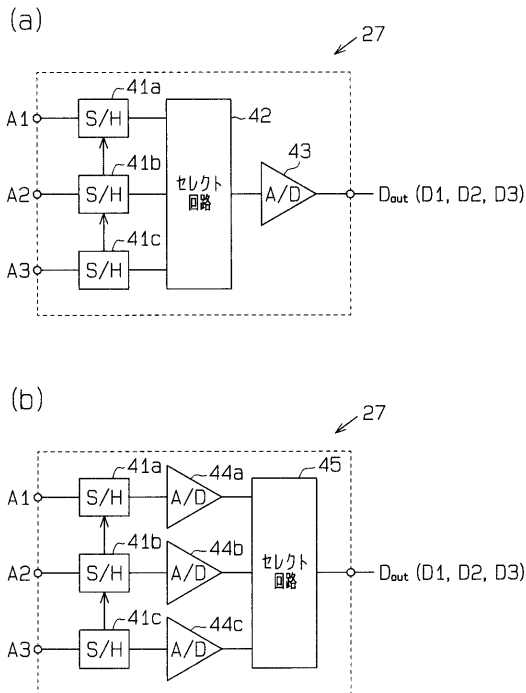 (a)
27
41a
A1 S/H
42
41b
43
A2 S/H セレクト回路 A/D Dout (D1, D2, D3)
41c
A3 S/H
(b)
27
41a 44a 45
A1 S/H A/D
41b 44b
A2 S/H A/D セレクト回路 Dout (D1, D2, D3)
41c 44c
A3 S/H A/D